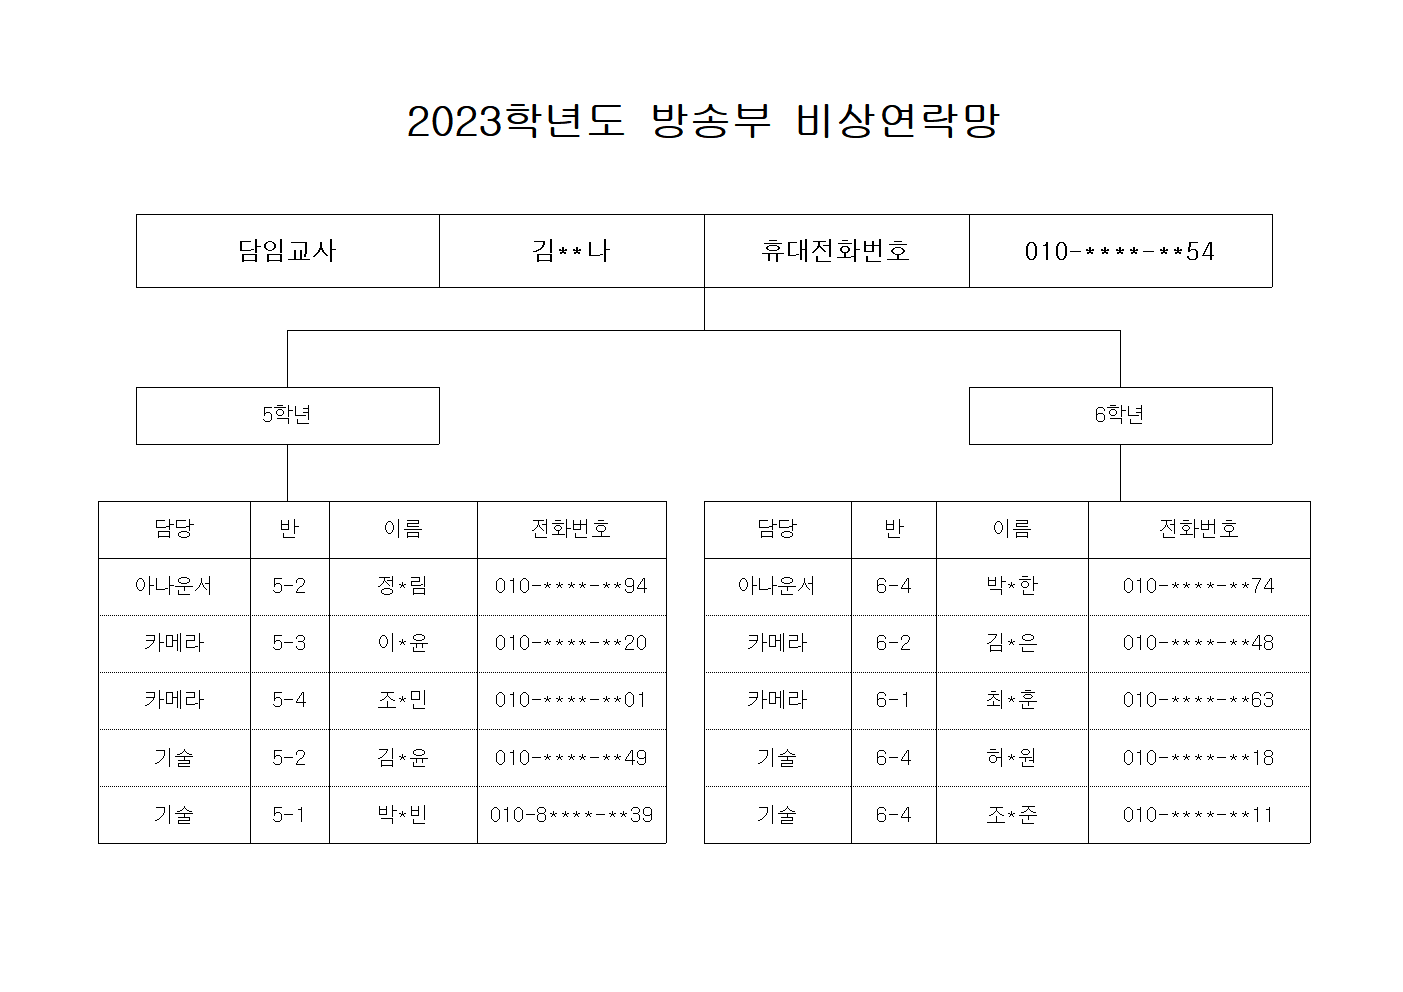 2023학년도 방송부 비상연락망
담임교사 김**나 휴대전화번호 010-****-**54
5학년 6학년
담당 반 이름 전화번호
아나운서 5-2 정*림 010-****-**94
카메라 5-3 이*윤 010-****-**20
카메라 5-4 조*민 010-****-**01
기술 5-2 김*윤 010-****-**49
기술 5-1 박*빈 010-8****-**39
담당 반 이름 전화번호
아나운서 6-4 박*한 010-****-**74
카메라 6-2 김*은 010-****-**48
카메라 6-1 최*훈 010-****-**63
기술 6-4 허*원 010-****-**18
기술 6-4 조*준 010-****-**11